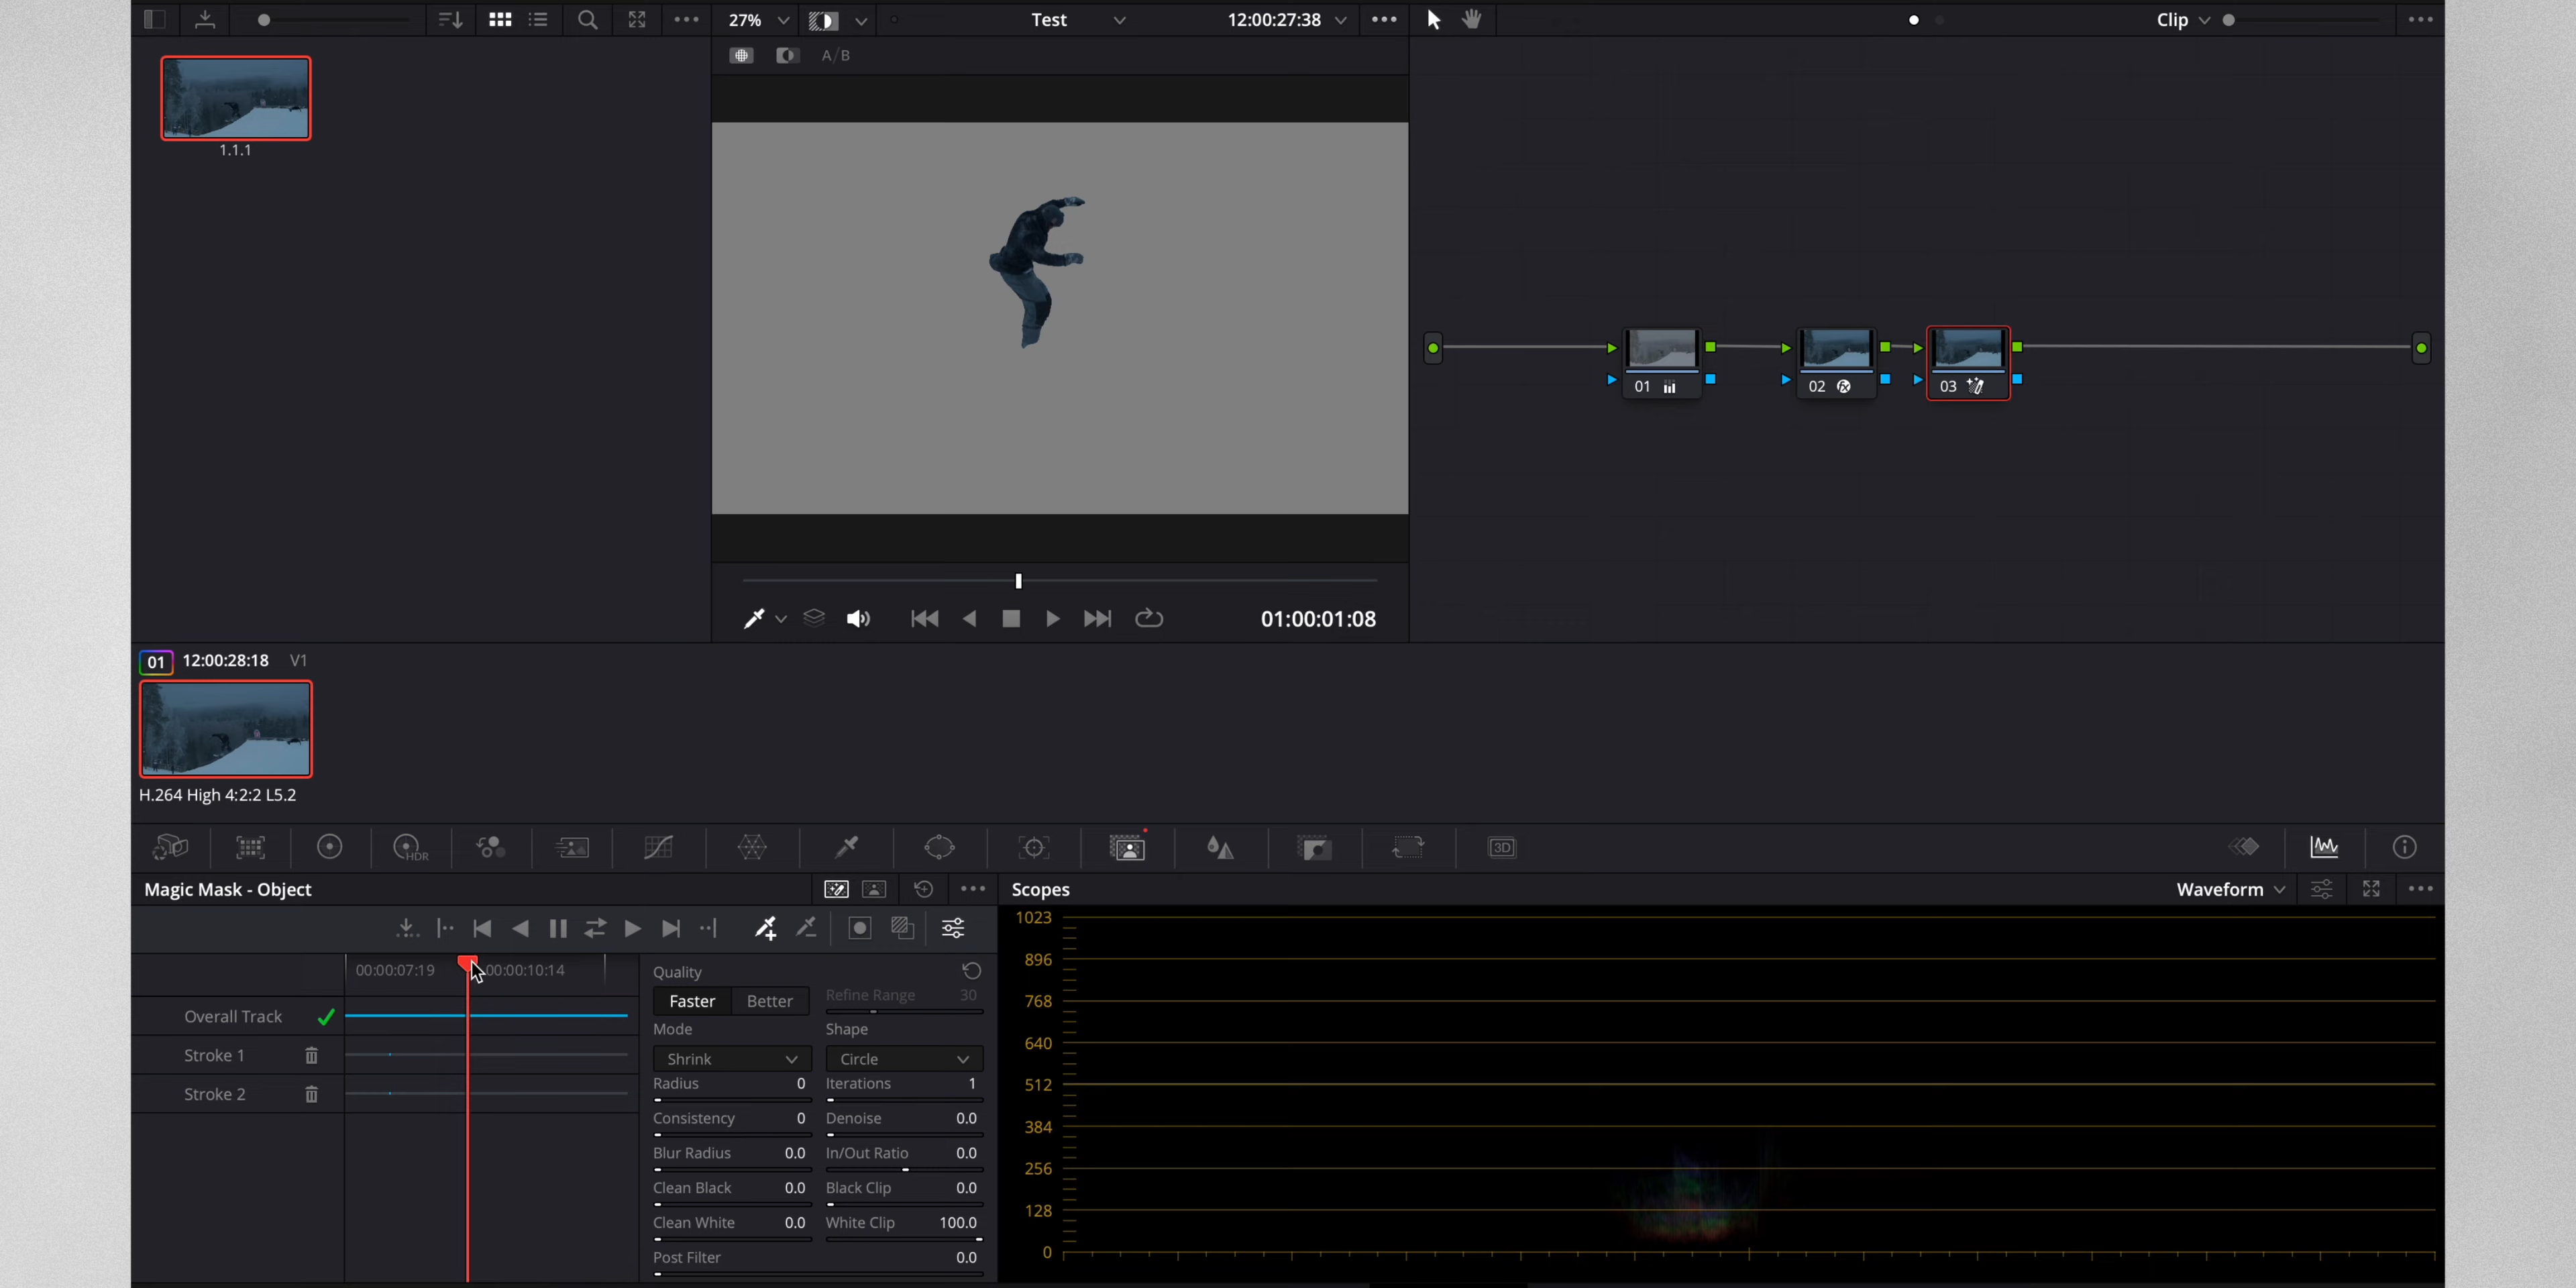 27%
Test
12:00:27:38
Clip
A/B
1.1.1
01
02
03
01:00:01:08
01 12:00:28:18 V1
H.264 High 4:2:2 L5.2
HDR
3D
Magic Mask - Object
Scopes
Waveform
00:00:07:19
00:00:10:14
Overall Track
Stroke 1
Stroke 2
Quality
Faster Better
Refine Range 30
Mode
Shape
Shrink
Circle
Radius 0
Iterations 1
Consistency 0
Denoise 0.0
Blur Radius 0.0
In/Out Ratio 0.0
Clean Black 0.0
Black Clip 0.0
Clean White 0.0
White Clip 100.0
Post Filter 0.0
1023
896
768
640
512
384
256
128
0